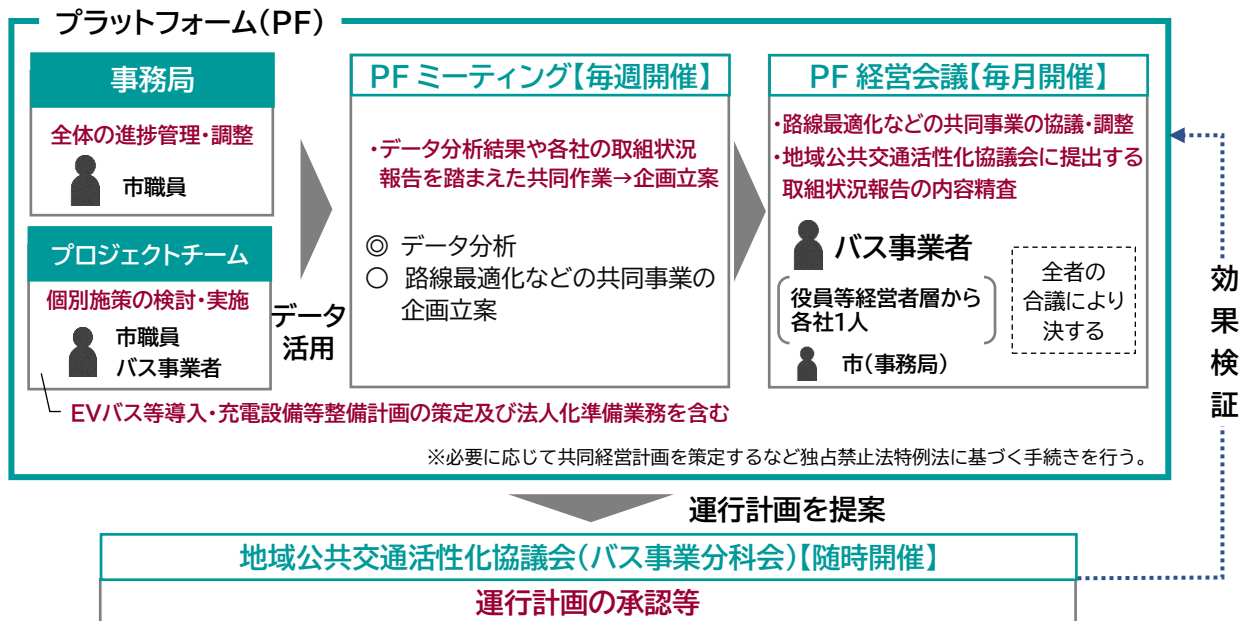 プラットフォーム(PF)
事務局
全体の進捗管理・調整
市職員
プロジェクトチーム
個別施策の検討・実施
市職員
バス事業者
データ
活用
EVバス等導入・充電設備等整備計画の策定及び法人化準備業務を含む
PFミーティング【毎週開催】
・データ分析結果や各社の取組状況
報告を踏まえた共同作業→企画立案
◎ データ分析
○ 路線最適化などの共同事業の
企画立案
PF経営会議【毎月開催】
・路線最適化などの共同事業の協議・調整
・地域公共交通活性化協議会に提出する
取組状況報告の内容精査
バス事業者
役員等経営者層から
各社1人
市(事務局)
全者の
合議により
決する
※必要に応じて共同経営計画を策定するなど独占禁止法特例法に基づく手続きを行う。
運行計画を提案
地域公共交通活性化協議会(バス事業分科会)【随時開催】
運行計画の承認等
効果検証